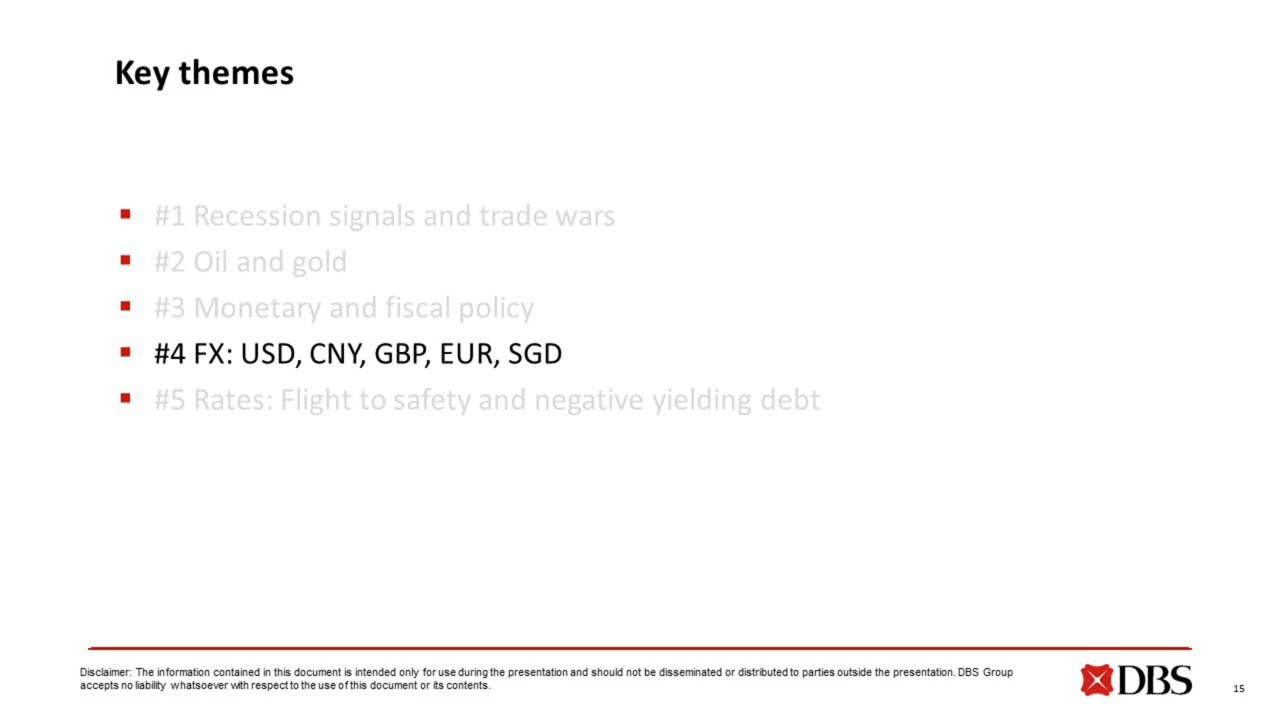 Key themes
#1 Recession signals and trade wars
#2 Oil and gold
#3 Monetary and fiscal policy
#4 FX: USD, CNY, GBP, EUR, SGD
#5 Rates: Flight to safety and negative yielding debt
Disclaimer: The information contained in this document is intended only for use during the presentation and should not be disseminated or distributed to parties outside the presentation. DBS Group
accepts no liability whatsoever with respect to the use of this document or its contents.
DBS
15